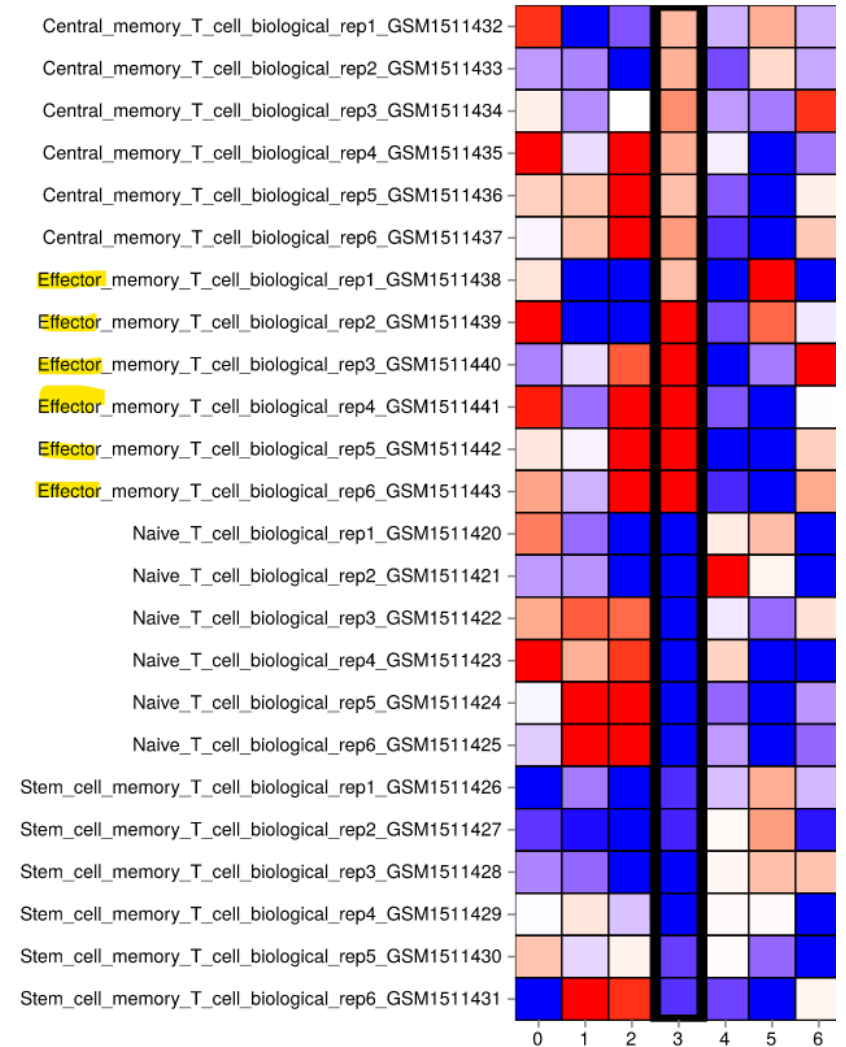 Central_memory_T_cell_biological_rep1_GSM1511432
Central_memory_T_cell_biological_rep2_GSM1511433
Central_memory_T_cell_biological_rep3_GSM1511434
Central_memory_T_cell_biological_rep4_GSM1511435
Central_memory_T_cell_biological_rep5_GSM1511436
Central_memory_T_cell_biological_rep6_GSM1511437
Effector_memory_T_cell_biological_rep1_GSM1511438
Effector_memory_T_cell_biological_rep2_GSM1511439
Effector_memory_T_cell_biological_rep3_GSM1511440
Effector_memory_T_cell_biological_rep4_GSM1511441
Effector_memory_T_cell_biological_rep5_GSM1511442
Effector_memory_T_cell_biological_rep6_GSM1511443
Naive_T_cell_biological_rep1_GSM1511420
Naive_T_cell_biological_rep2_GSM1511421
Naive_T_cell_biological_rep3_GSM1511422
Naive_T_cell_biological_rep4_GSM1511423
Naive_T_cell_biological_rep5_GSM1511424
Naive_T_cell_biological_rep6_GSM1511425
Stem_cell_memory_T_cell_biological_rep1_GSM1511426
Stem_cell_memory_T_cell_biological_rep2_GSM1511427
Stem_cell_memory_T_cell_biological_rep3_GSM1511428
Stem_cell_memory_T_cell_biological_rep4_GSM1511429
Stem_cell_memory_T_cell_biological_rep5_GSM1511430
Stem_cell_memory_T_cell_biological_rep6_GSM1511431
0 1 2 3 4 5 6